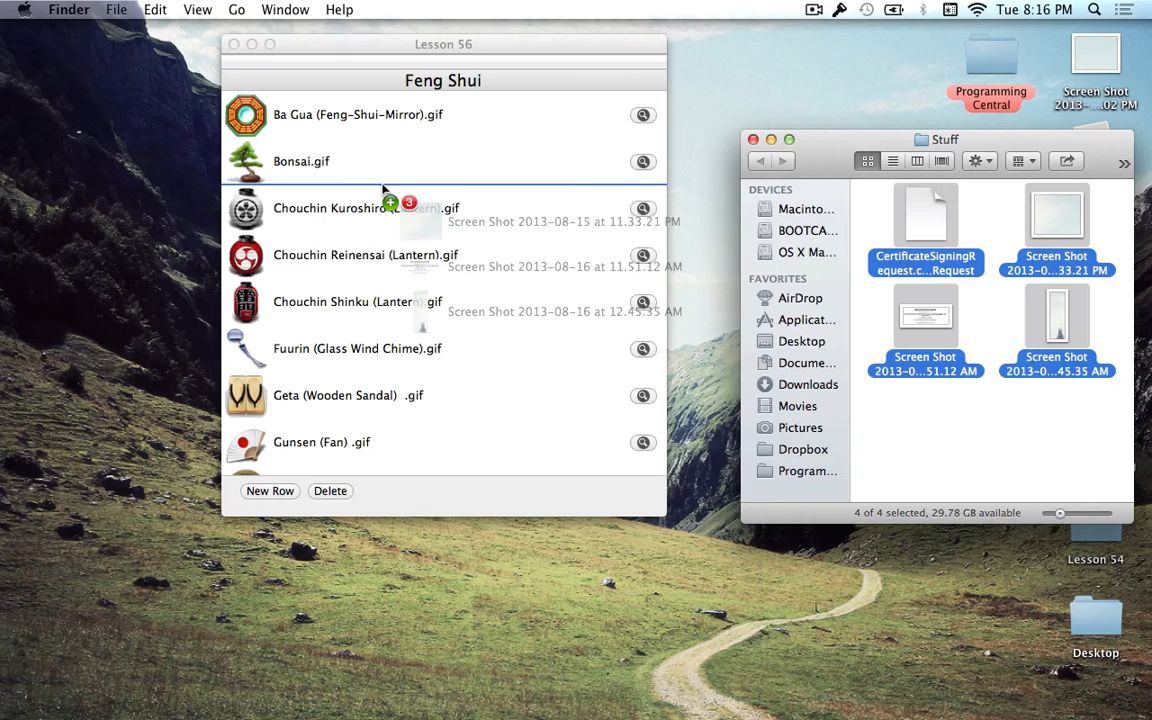 Finder File Edit View Go Window Help
Tue 8:16 PM
Lesson 56
Feng Shui
Ba Gua (Feng-Shui-Mirror).gif
Bonsai.gif
3
Chouchin Kuroshiro (Lantern).gif
Screen Shot 2013-08-15 at 11.33.21 PM
Chouchin Reinensai (Lantern).gif
Screen Shot 2013-08-16 at 11.51.12 AM
Chouchin Shinku (Lantern).gif
Screen Shot 2013-08-16 at 12.45.35 AM
Fuurin (Glass Wind Chime).gif
Geta (Wooden Sandal) .gif
Gunsen (Fan) .gif
New Row Delete
Programming
Central
Screen Shot
2013-...02 PM
Stuff
DEVICES
Macinto...
BOOTCA...
OS X Ma...
FAVORITES
AirDrop
Applicat...
Desktop
Docume...
Downloads
Movies
Pictures
Dropbox
Program...
CertificateSigningR
equest.c...Request
Screen Shot
2013-0...33.21 PM
Screen Shot
2013-0...51.12 AM
Screen Shot
2013-0...45.35 AM
4 of 4 selected, 29.78 GB available
Lesson 54
Desktop